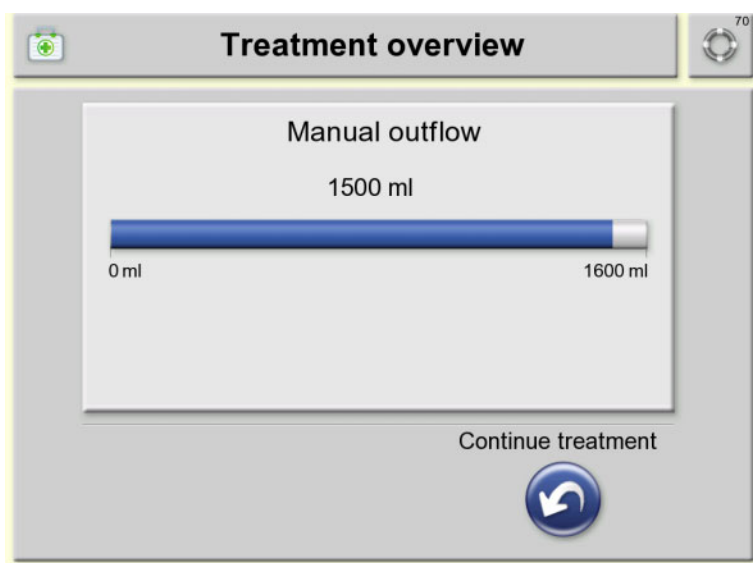 Treatment overview
70
Manual outflow
1500 ml
0 ml 1600 ml
Continue treatment